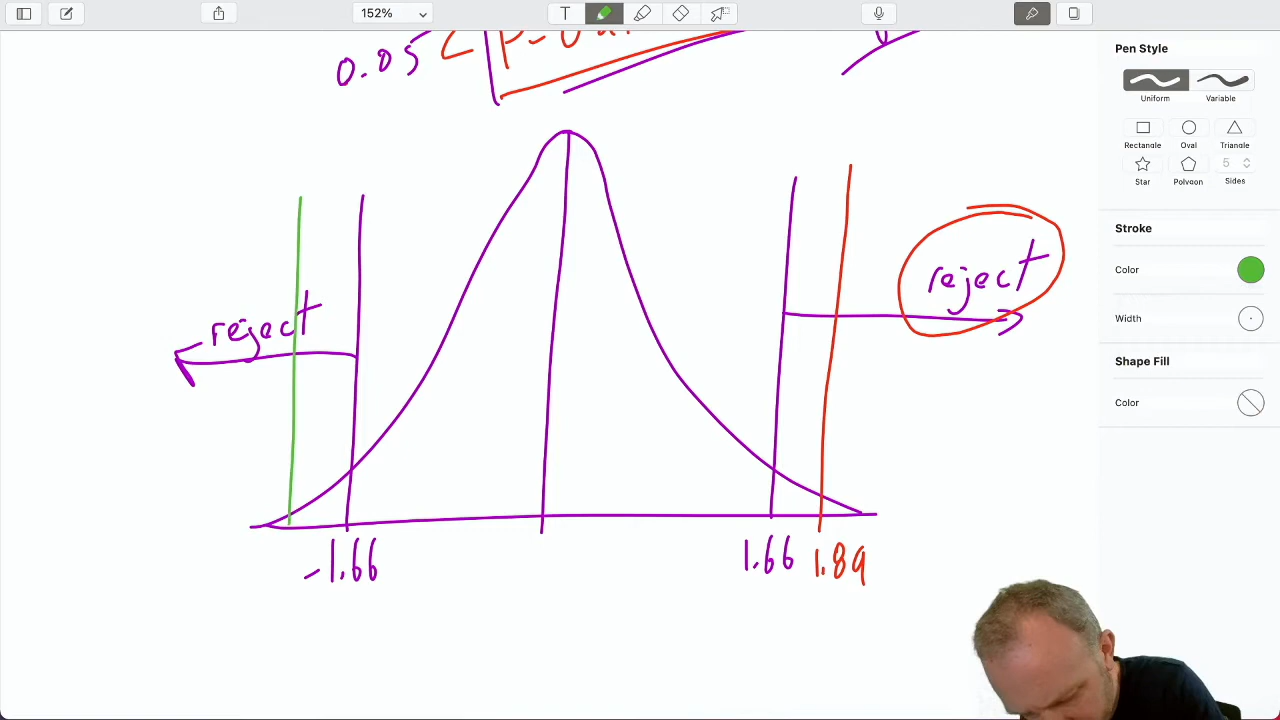 152%
T
Pen Style
Uniform
Variable
Rectangle
Oval
Triangle
Star
Polygon
5
Sides
Stroke
Color
Width
Shape Fill
Color
0.05 <
reject
reject
-1.66
1.66
1.89